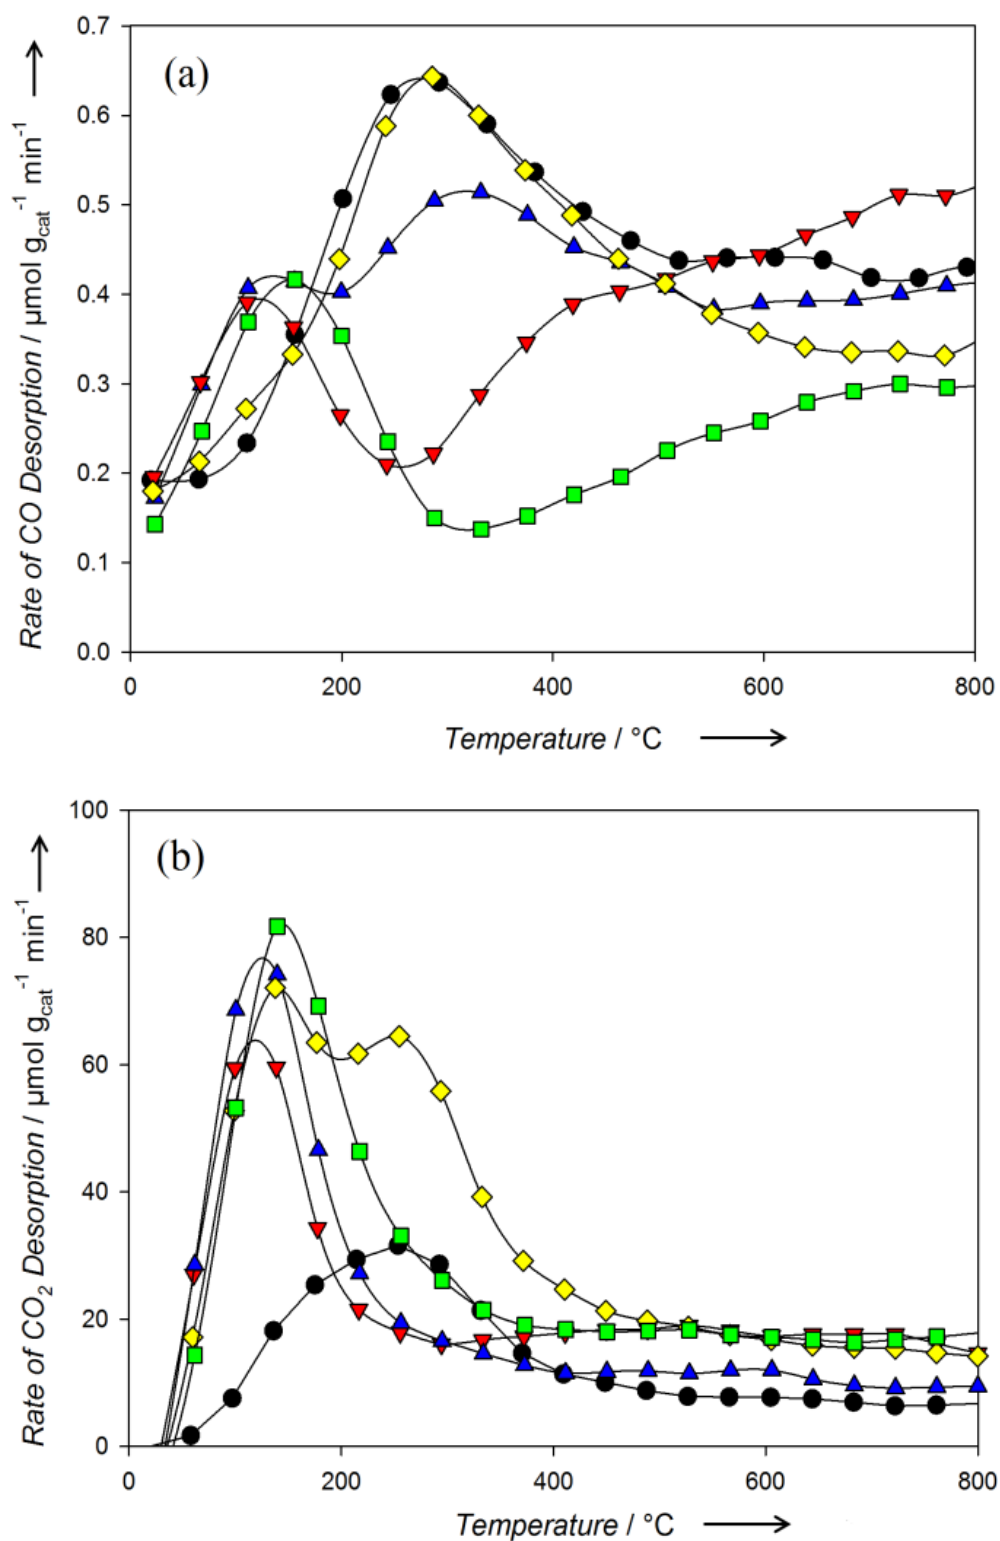 (a)
Rate of CO Desorption / µmol g_cat^-1 min^-1
0.7
0.6
0.5
0.4
0.3
0.2
0.1
0.0
0 200 400 600 800
Temperature / °C
(b)
Rate of CO₂ Desorption / µmol g_cat^-1 min^-1
100
80
60
40
20
0
0 200 400 600 800
Temperature / °C